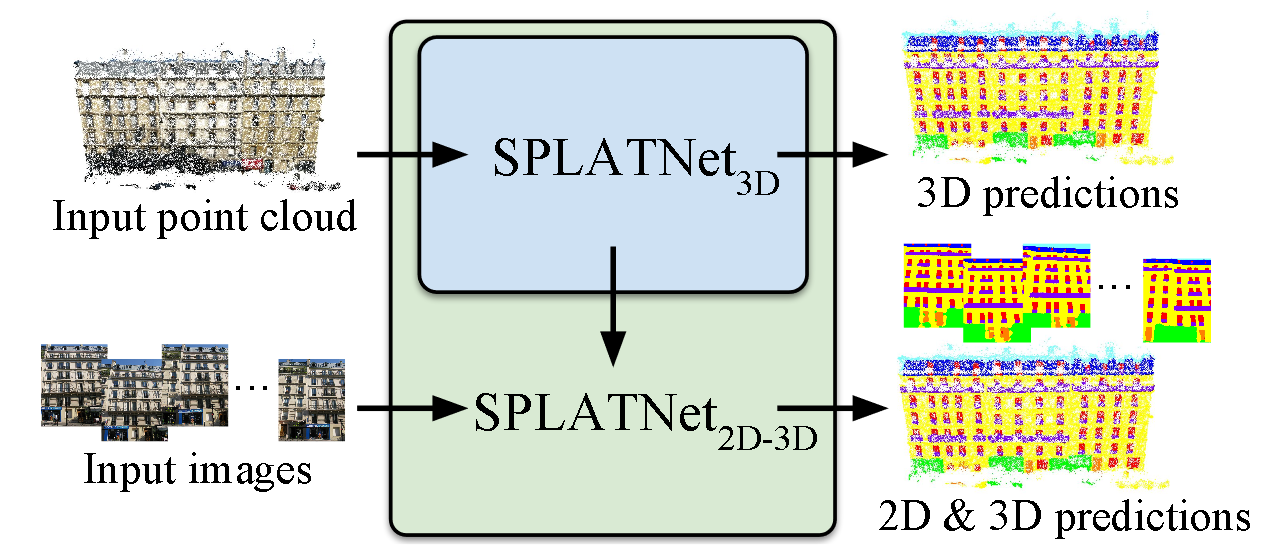 Input point cloud
SPLATNet3D
3D predictions
...
Input images
...
SPLATNet2D-3D
2D & 3D predictions